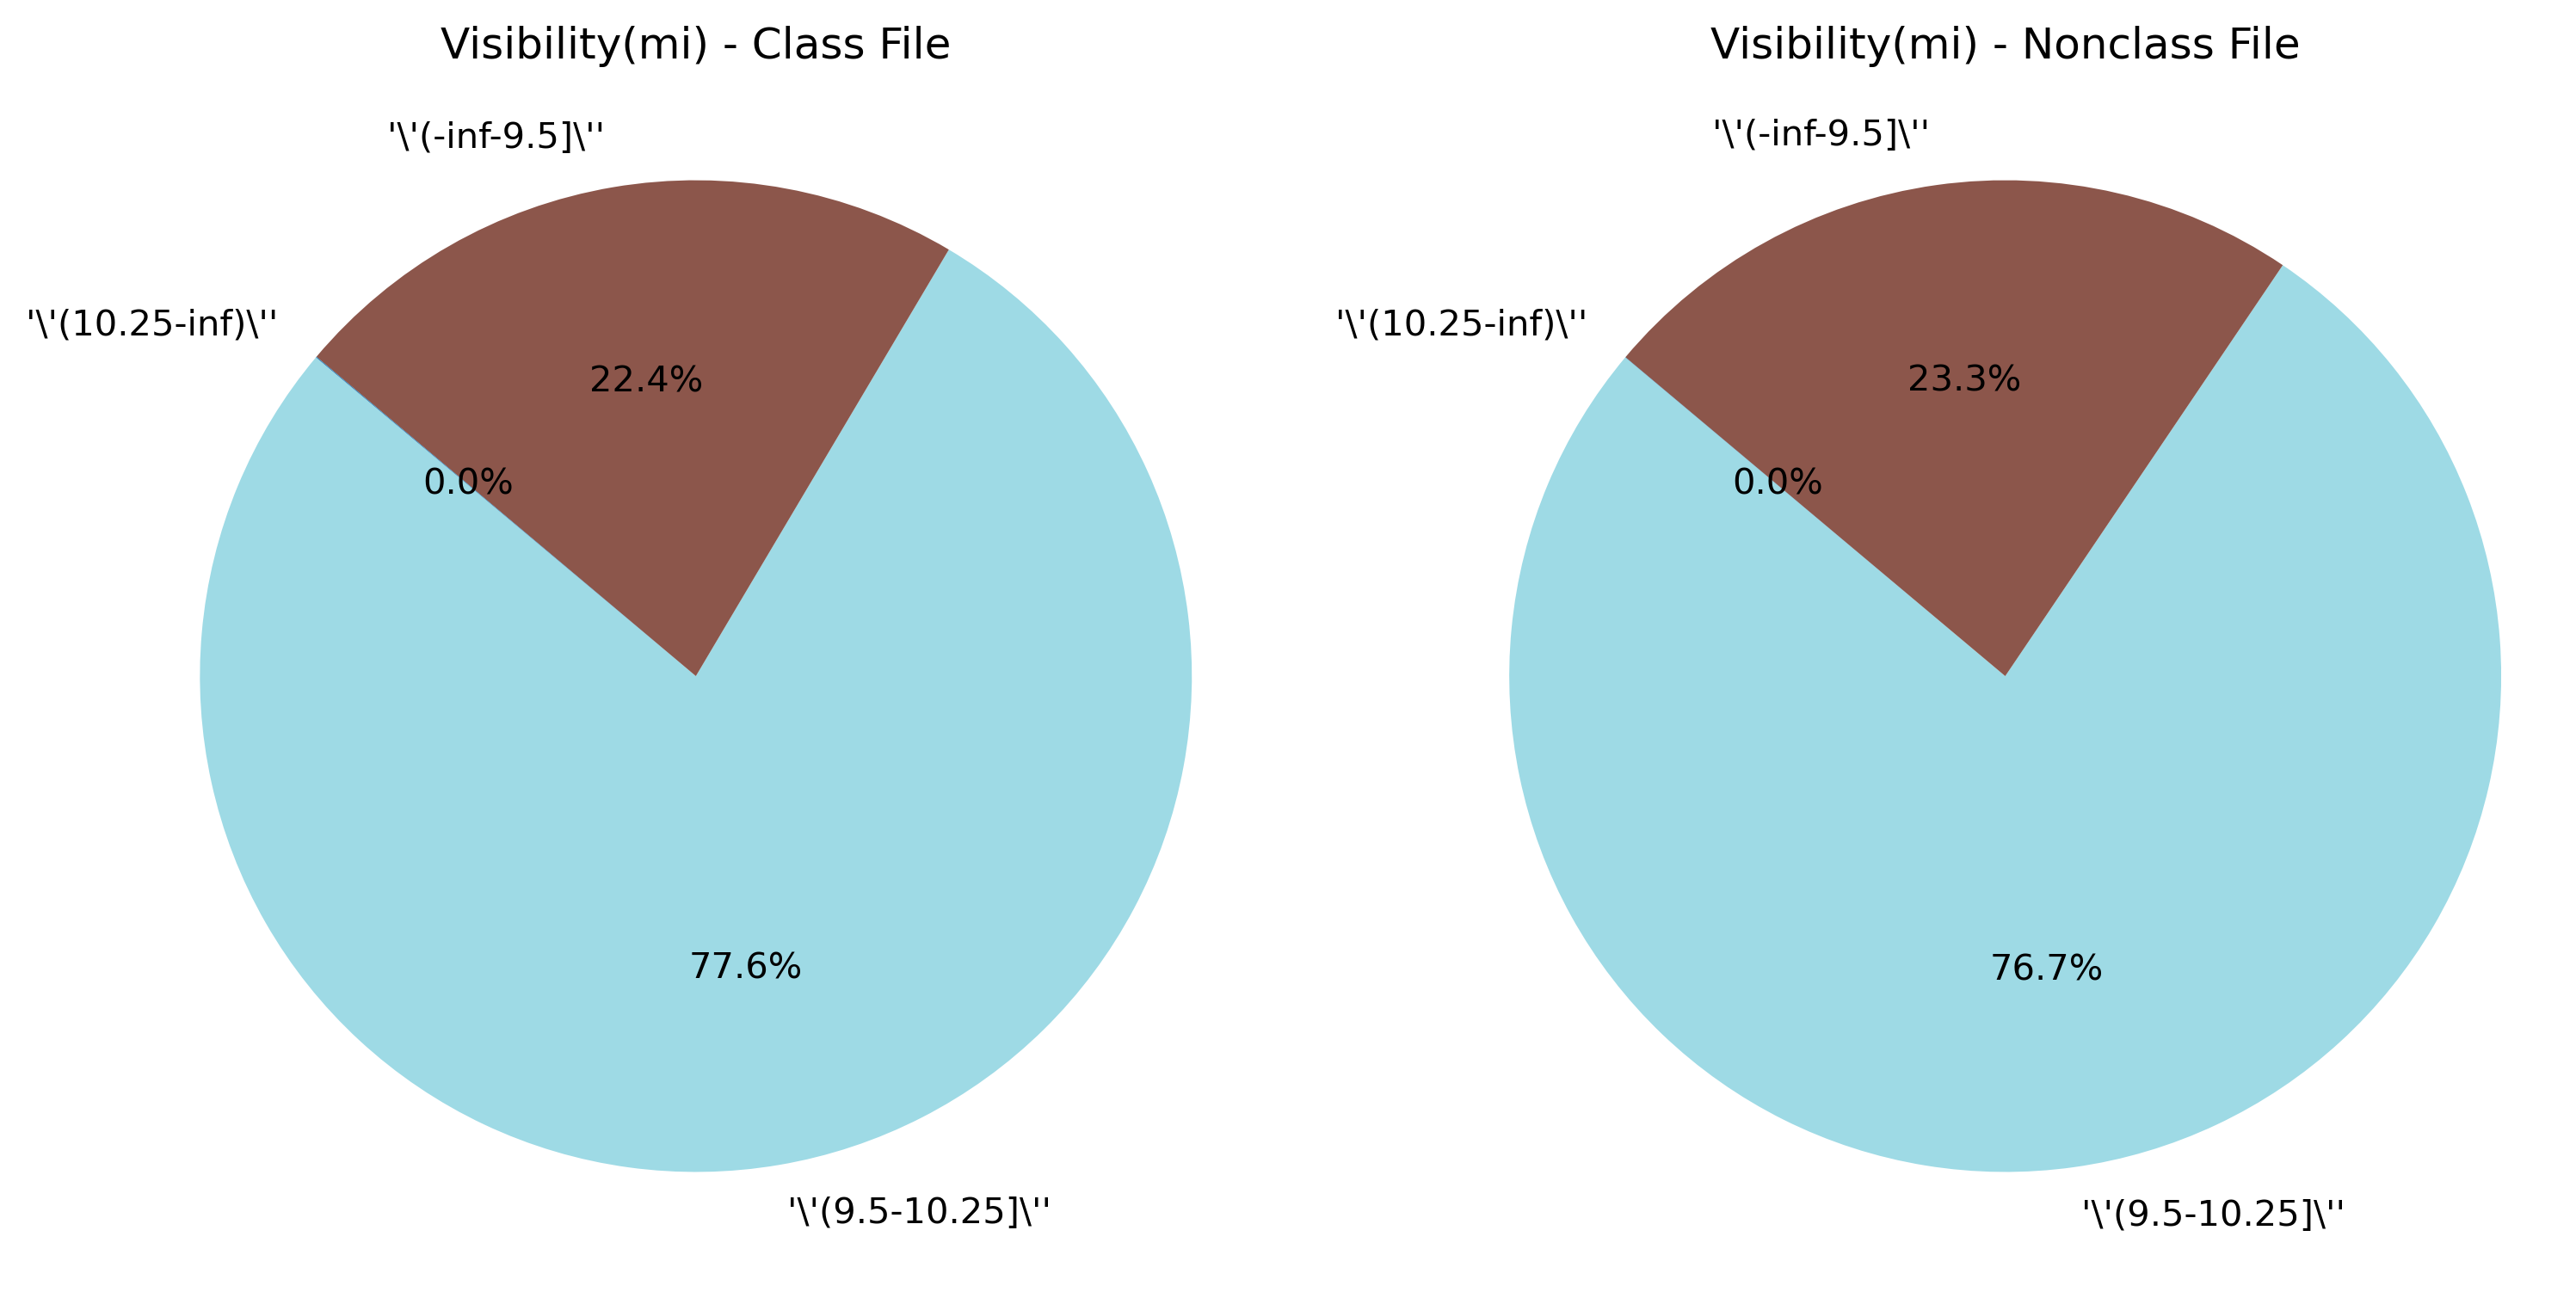 Visibility(mi) - Class File
'\'(-inf-9.5]\''
'\'(10.25-inf)\''
22.4%
0.0%
77.6%
'\'(9.5-10.25]\''
Visibility(mi) - Nonclass File
'\'(-inf-9.5]\''
'\'(10.25-inf)\''
23.3%
0.0%
76.7%
'\'(9.5-10.25]\''